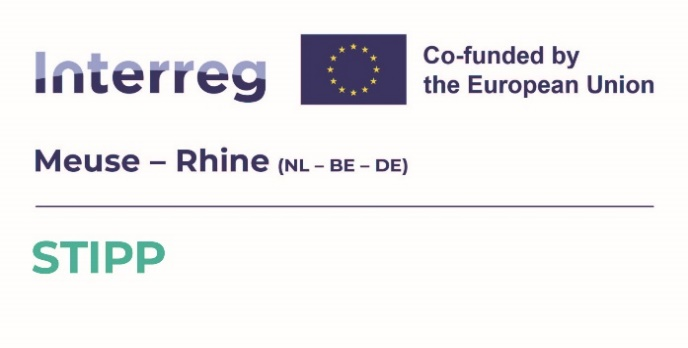 Interreg
Co-funded by
the European Union
Meuse – Rhine (NL – BE – DE)
STIPP